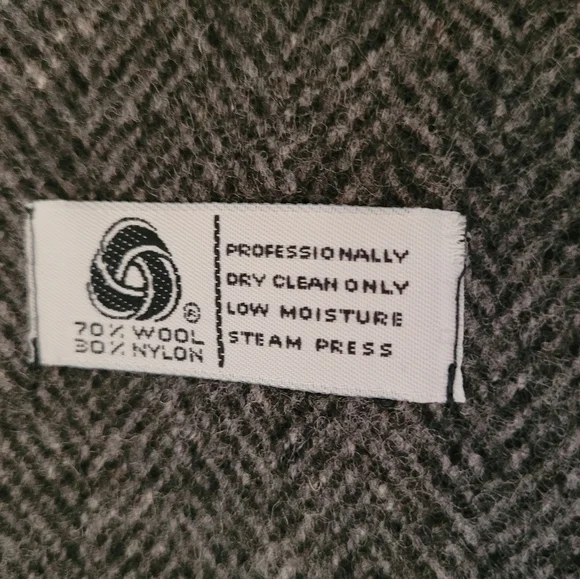 ®
70% WOOL
30% NYLON
PROFESSIONALLY
DRY CLEAN ONLY
LOW MOISTURE
STEAM PRESS